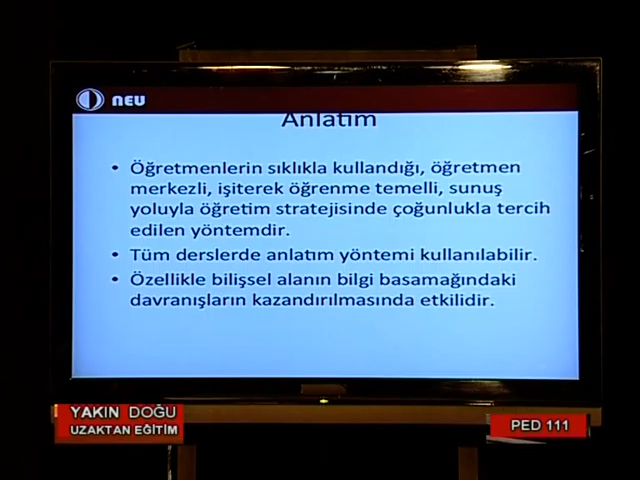 NEU
Anlatım
• Öğretmenlerin sıklıkla kullandığı, öğretmen
merkezli, işiterek öğrenme temelli, sunuş
yoluyla öğretim stratejisinde çoğunlukla tercih
edilen yöntemdir.
• Tüm derslerde anlatım yöntemi kullanılabilir.
• Özellikle bilişsel alanın bilgi basamağındaki
davranışların kazandırılmasında etkilidir.
YAKIN DOĞU
UZAKTAN EĞİTİM
PED 111